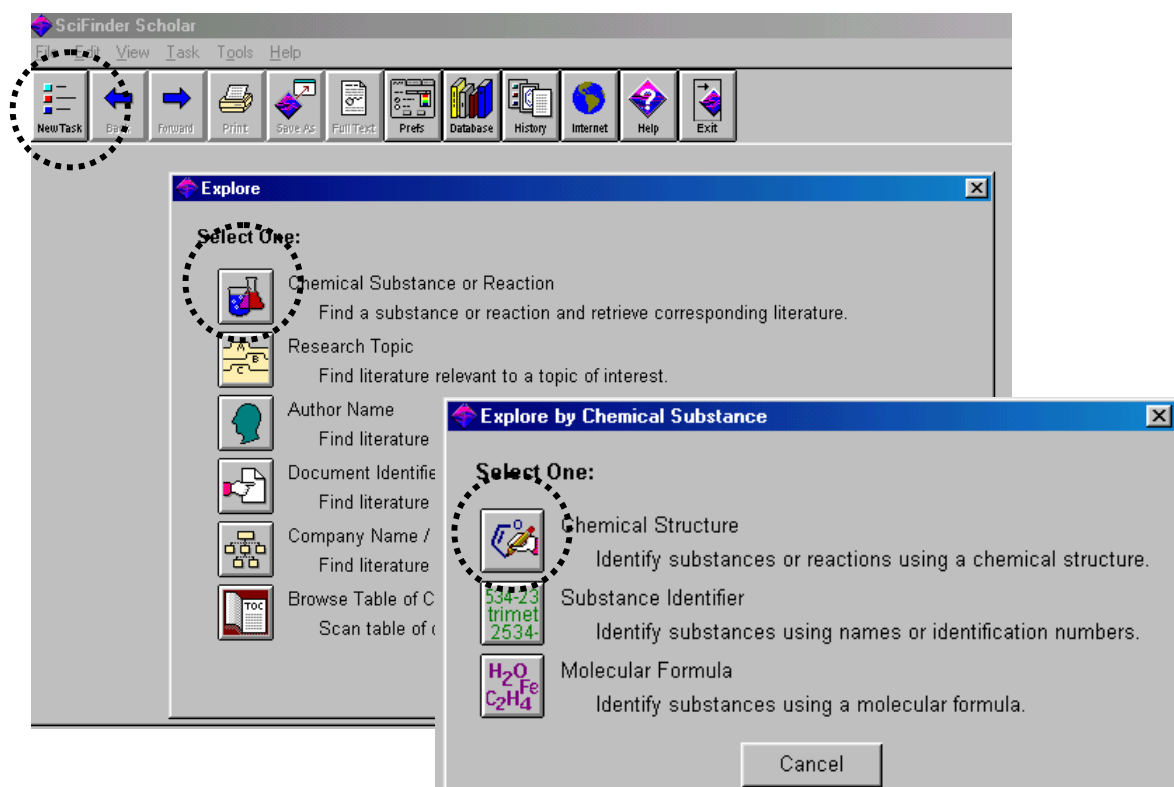 SciFinder Scholar
File Edit View Task Tools Help
NewTask Back Forward Print Save As Full Text Prefs Database History Internet Help Exit
Explore
Select One:
Chemical Substance or Reaction
Find a substance or reaction and retrieve corresponding literature.
A
B
C
Research Topic
Find literature relevant to a topic of interest.
Author Name
Find literature
Document Identifie
Find literature
Company Name /
Find literature
TOC
Browse Table of C
Scan table of
Explore by Chemical Substance
Select One:
Chemical Structure
Identify substances or reactions using a chemical structure.
534-23
trimet
2534-
Substance Identifier
Identify substances using names or identification numbers.
H2O
Fe
C2H4
Molecular Formula
Identify substances using a molecular formula.
Cancel